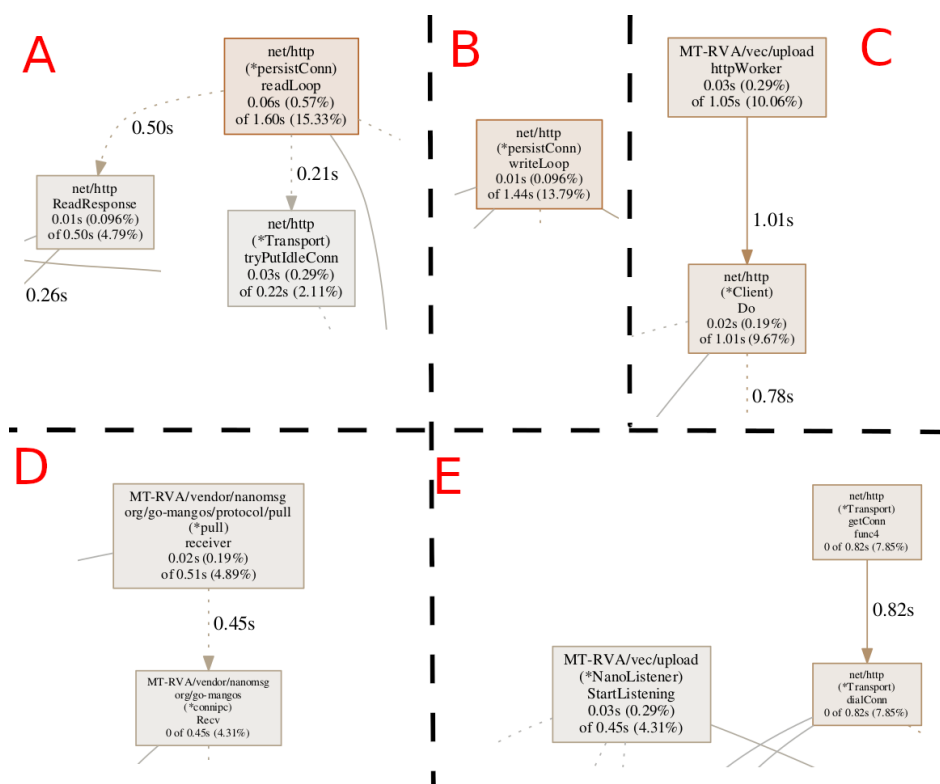 A
net/http
(*persistConn)
readLoop
0.06s (0.57%)
of 1.60s (15.33%)
0.50s
0.21s
net/http
ReadResponse
0.01s (0.096%)
of 0.50s (4.79%)
net/http
(*Transport)
tryPutIdleConn
0.03s (0.29%)
of 0.22s (2.11%)
0.26s
B
net/http
(*persistConn)
writeLoop
0.01s (0.096%)
of 1.44s (13.79%)
C
MT-RVA/vec/upload
httpWorker
0.03s (0.29%)
of 1.05s (10.06%)
1.01s
net/http
(*Client)
Do
0.02s (0.19%)
of 1.01s (9.67%)
0.78s
D
MT-RVA/vendor/nanomsg
org/go-mangos/protocol/pull
(*pull)
receiver
0.02s (0.19%)
of 0.51s (4.89%)
0.45s
MT-RVA/vendor/nanomsg
org/go-mangos
(*connipc)
Recv
0 of 0.45s (4.31%)
E
net/http
(*Transport)
getConn
func4
0 of 0.82s (7.85%)
0.82s
MT-RVA/vec/upload
(*NanoListener)
StartListening
0.03s (0.29%)
of 0.45s (4.31%)
net/http
(*Transport)
dialConn
0 of 0.82s (7.85%)